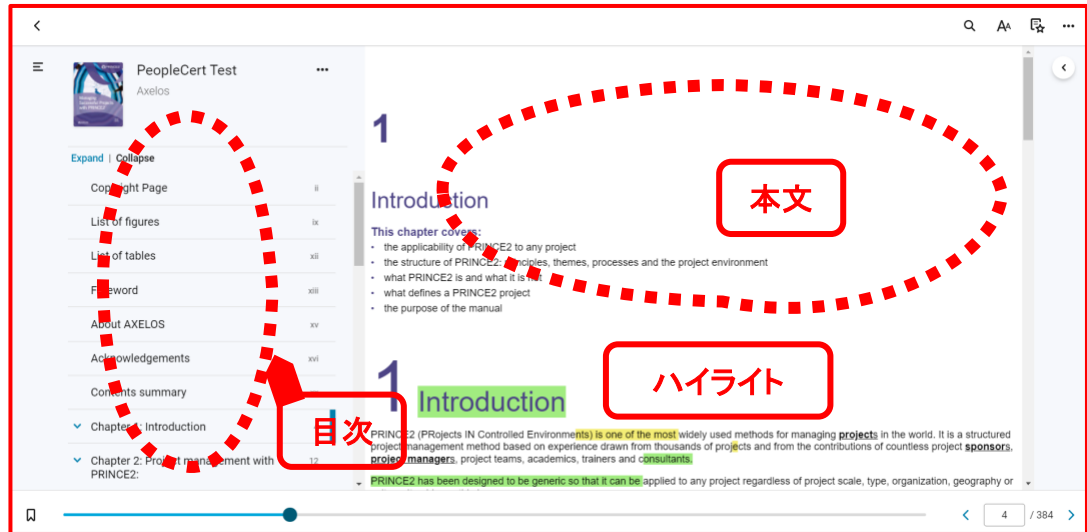 PeopleCert Test
Axelos
Expand | Collapse
Copyright Page ii
List of figures ix
List of tables xii
Foreword xiii
About AXELOS xv
Acknowledgements xvi
Contents summary
Chapter 1: Introduction
Chapter 2: Project management with 12
PRINCE2:
目次
1
Introduction
本文
This chapter covers:
• the applicability of PRINCE2 to any project
• the structure of PRINCE2: principles, themes, processes and the project environment
• what PRINCE2 is and what it is not
• what defines a PRINCE2 project
• the purpose of the manual
ハイライト
1 Introduction
PRINCE2 (PRojects IN Controlled Environments) is one of the most widely used methods for managing projects in the world. It is a structured
project management method based on experience drawn from thousands of projects and from the contributions of countless project sponsors,
project managers, project teams, academics, trainers and consultants.
PRINCE2 has been designed to be generic so that it can be applied to any project regardless of project scale, type, organization, geography or
4 / 384